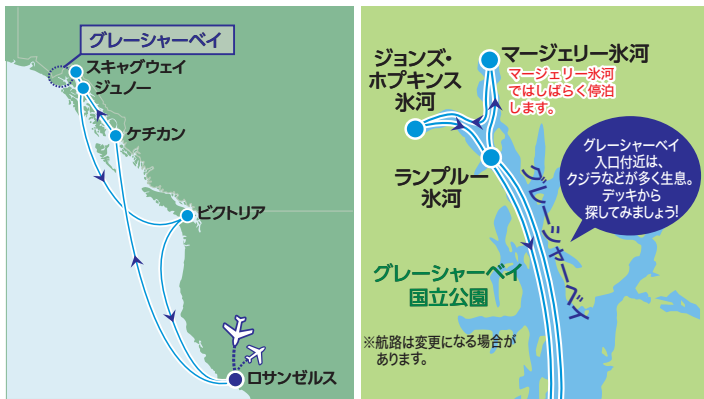 グレーシャーベイ
スキャグウェイ
ジュノー
ケチカン
ビクトリア
ロサンゼルス
ジョンズ・
ホプキンス
氷河
マージェリー氷河
マージェリー氷河
ではしばらく停泊
します。
ランプルー
氷河
グレーシャーベイ
入口付近は、
クジラなどが多く生息。
デッキから
探してみましょう!
グレーシャーベイ
グレーシャーベイ
国立公園
※航路は変更になる場合が
あります。